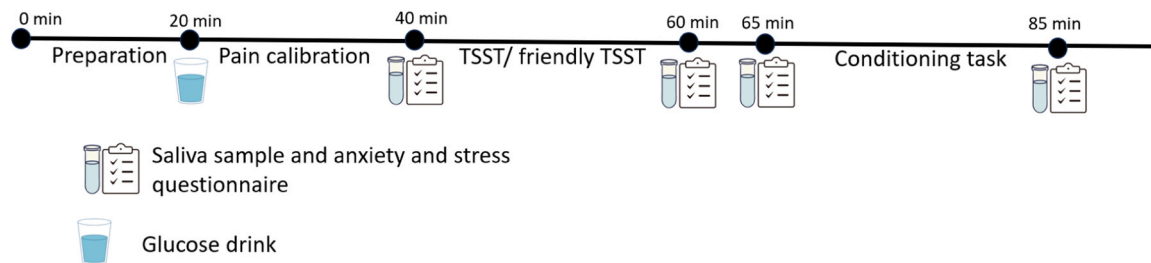 0 min
20 min
40 min
60 min
65 min
85 min
Preparation
Pain calibration
TSST/ friendly TSST
Conditioning task
Saliva sample and anxiety and stress
questionnaire
Glucose drink